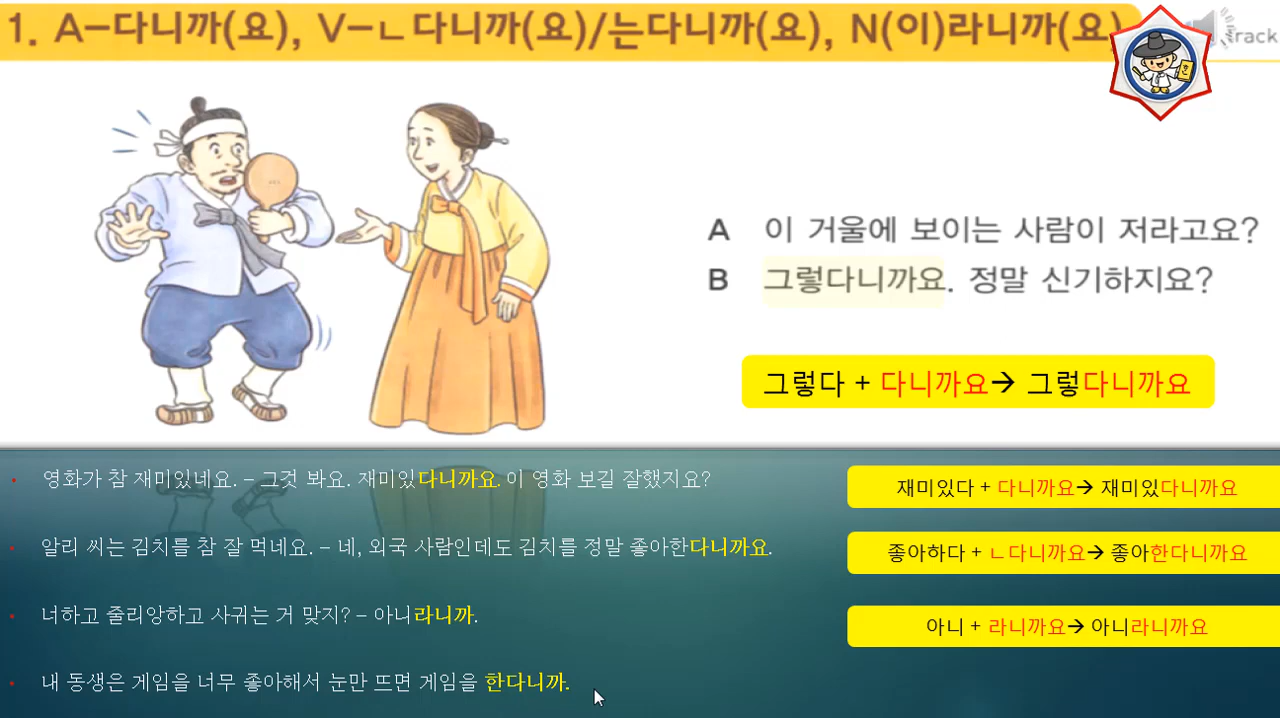 1. A-다니까(요), V-ㄴ다니까(요)/는다니까(요), N(이)라니까(요)
rack
A 이 거울에 보이는 사람이 저라고요?
B 그렇다니까요. 정말 신기하지요?
그렇다 + 다니까요→ 그렇다니까요
• 영화가 참 재미있네요. – 그것 봐요. 재미있다니까요. 이 영화 보길 잘했지요?
재미있다 + 다니까요→ 재미있다니까요
• 알리 씨는 김치를 참 잘 먹네요. – 네, 외국 사람인데도 김치를 정말 좋아한다니까요.
좋아하다 + ㄴ다니까요→ 좋아한다니까요
• 너하고 줄리앙하고 사귀는 거 맞지? – 아니라니까.
아니 + 라니까요→ 아니라니까요
• 내 동생은 게임을 너무 좋아해서 눈만 뜨면 게임을 한다니까.